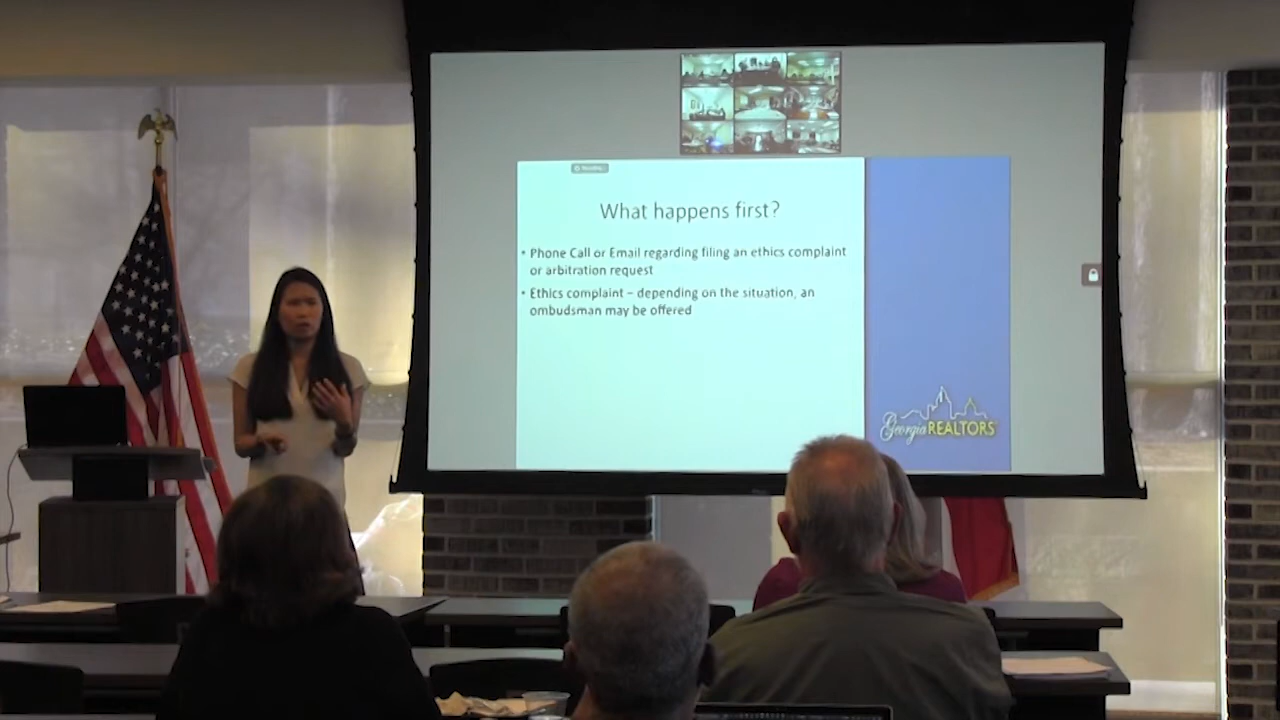 What happens first?
• Phone Call or Email regarding filing an ethics complaint
or arbitration request
• Ethics complaint – depending on the situation, an
ombudsman may be offered
Georgia REALTORS